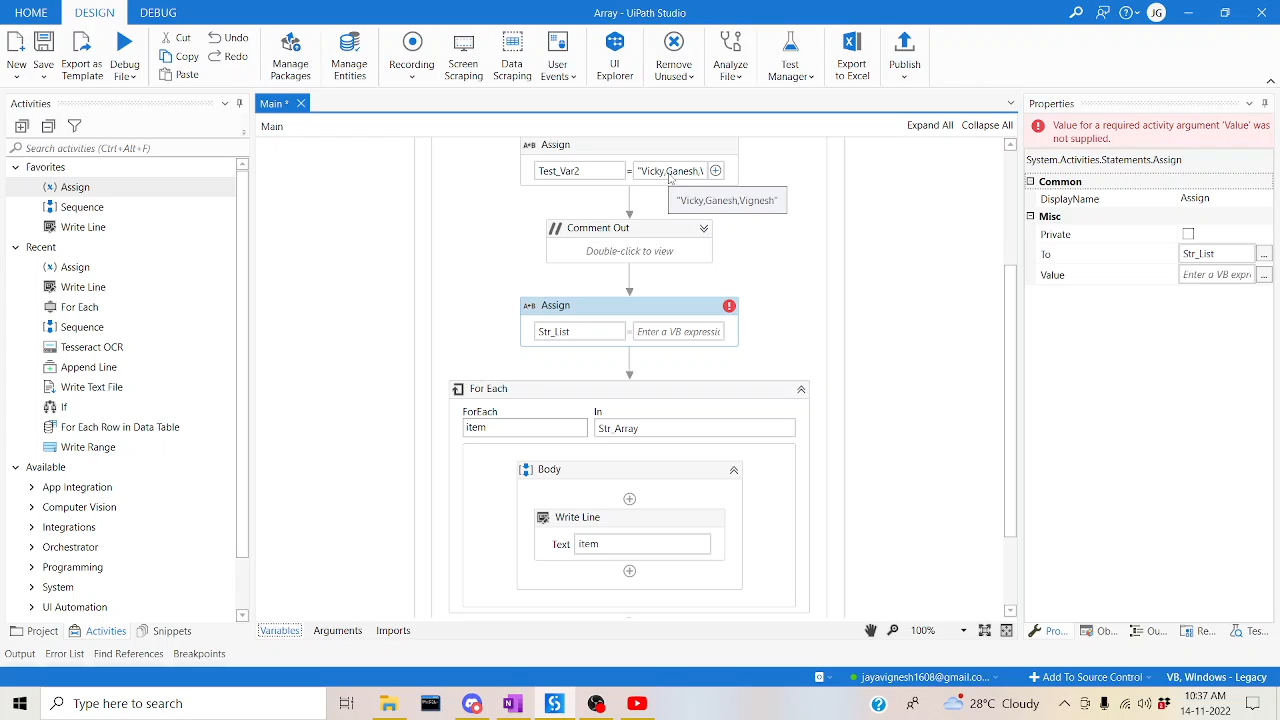 HOME
DESIGN
DEBUG
Array - UiPath Studio
JG
New
Save
Export as Template
Debug File
Cut
Copy
Paste
Undo
Redo
Manage Packages
Manage Entities
Recording
Screen Scraping
Data Scraping
User Events
UI Explorer
Remove Unused
Analyze File
Test Manager
Export to Excel
Publish
Activities
Main *
Properties
Main
Expand All
Collapse All
Search activities (Ctrl+Alt+F)
Value for a required activity argument 'Value' was
not supplied.
System.Activities.Statements.Assign
Common
DisplayName
Assign
Misc
Private
To
Str_List
...
Value
Enter a VB expr
...
Favorites
Assign
Sequence
Write Line
Recent
Assign
Write Line
For Each
Sequence
Tesseract OCR
Append Line
Write Text File
If
For Each Row in Data Table
Write Range
Available
App Integration
Computer Vision
Integrations
Orchestrator
Programming
System
UI Automation
A+B Assign
Test_Var2
=
"Vicky,Ganesh,\
"Vicky,Ganesh,Vignesh"
// Comment Out
Double-click to view
A+B Assign
Str_List
=
Enter a VB expressic
For Each
ForEach
In
item
Str_Array
Body
Write Line
Text
item
Project
Activities
Snippets
Variables
Arguments
Imports
100%
Pro...
Ob...
Ou...
Re...
Tes...
Output
Error List
Find References
Breakpoints
jayavignesh1608@gmail.co...
Add To Source Control
VB, Windows - Legacy
Type here to search
28°C Cloudy
10:37 AM
14-11-2022